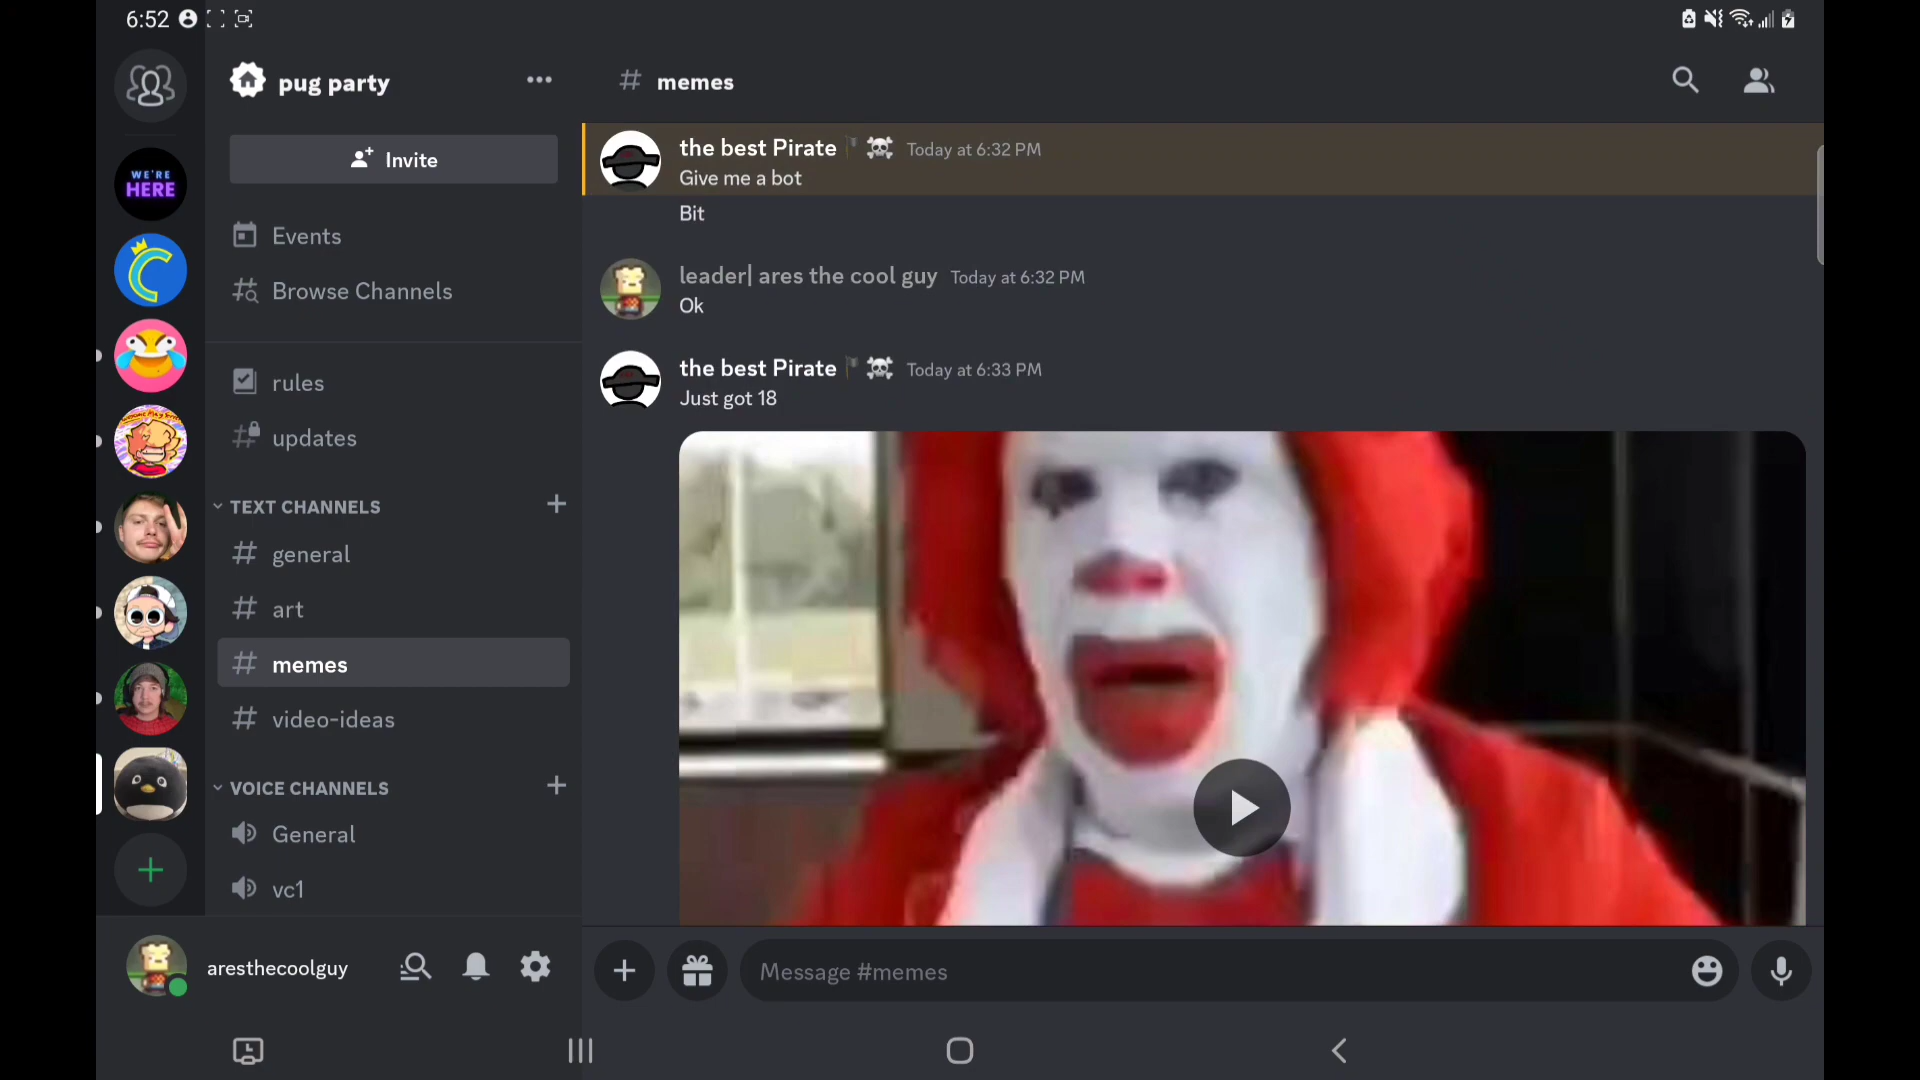 6:52
pug party
memes
WE'RE
HERE
Invite
Events
Browse Channels
rules
updates
TEXT CHANNELS
general
art
memes
video-ideas
VOICE CHANNELS
General
vc1
aresthecoolguy
the best Pirate 🏴☠️ Today at 6:32 PM
Give me a bot
Bit
leader| ares the cool guy Today at 6:32 PM
Ok
the best Pirate 🏴☠️ Today at 6:33 PM
Just got 18
Message #memes